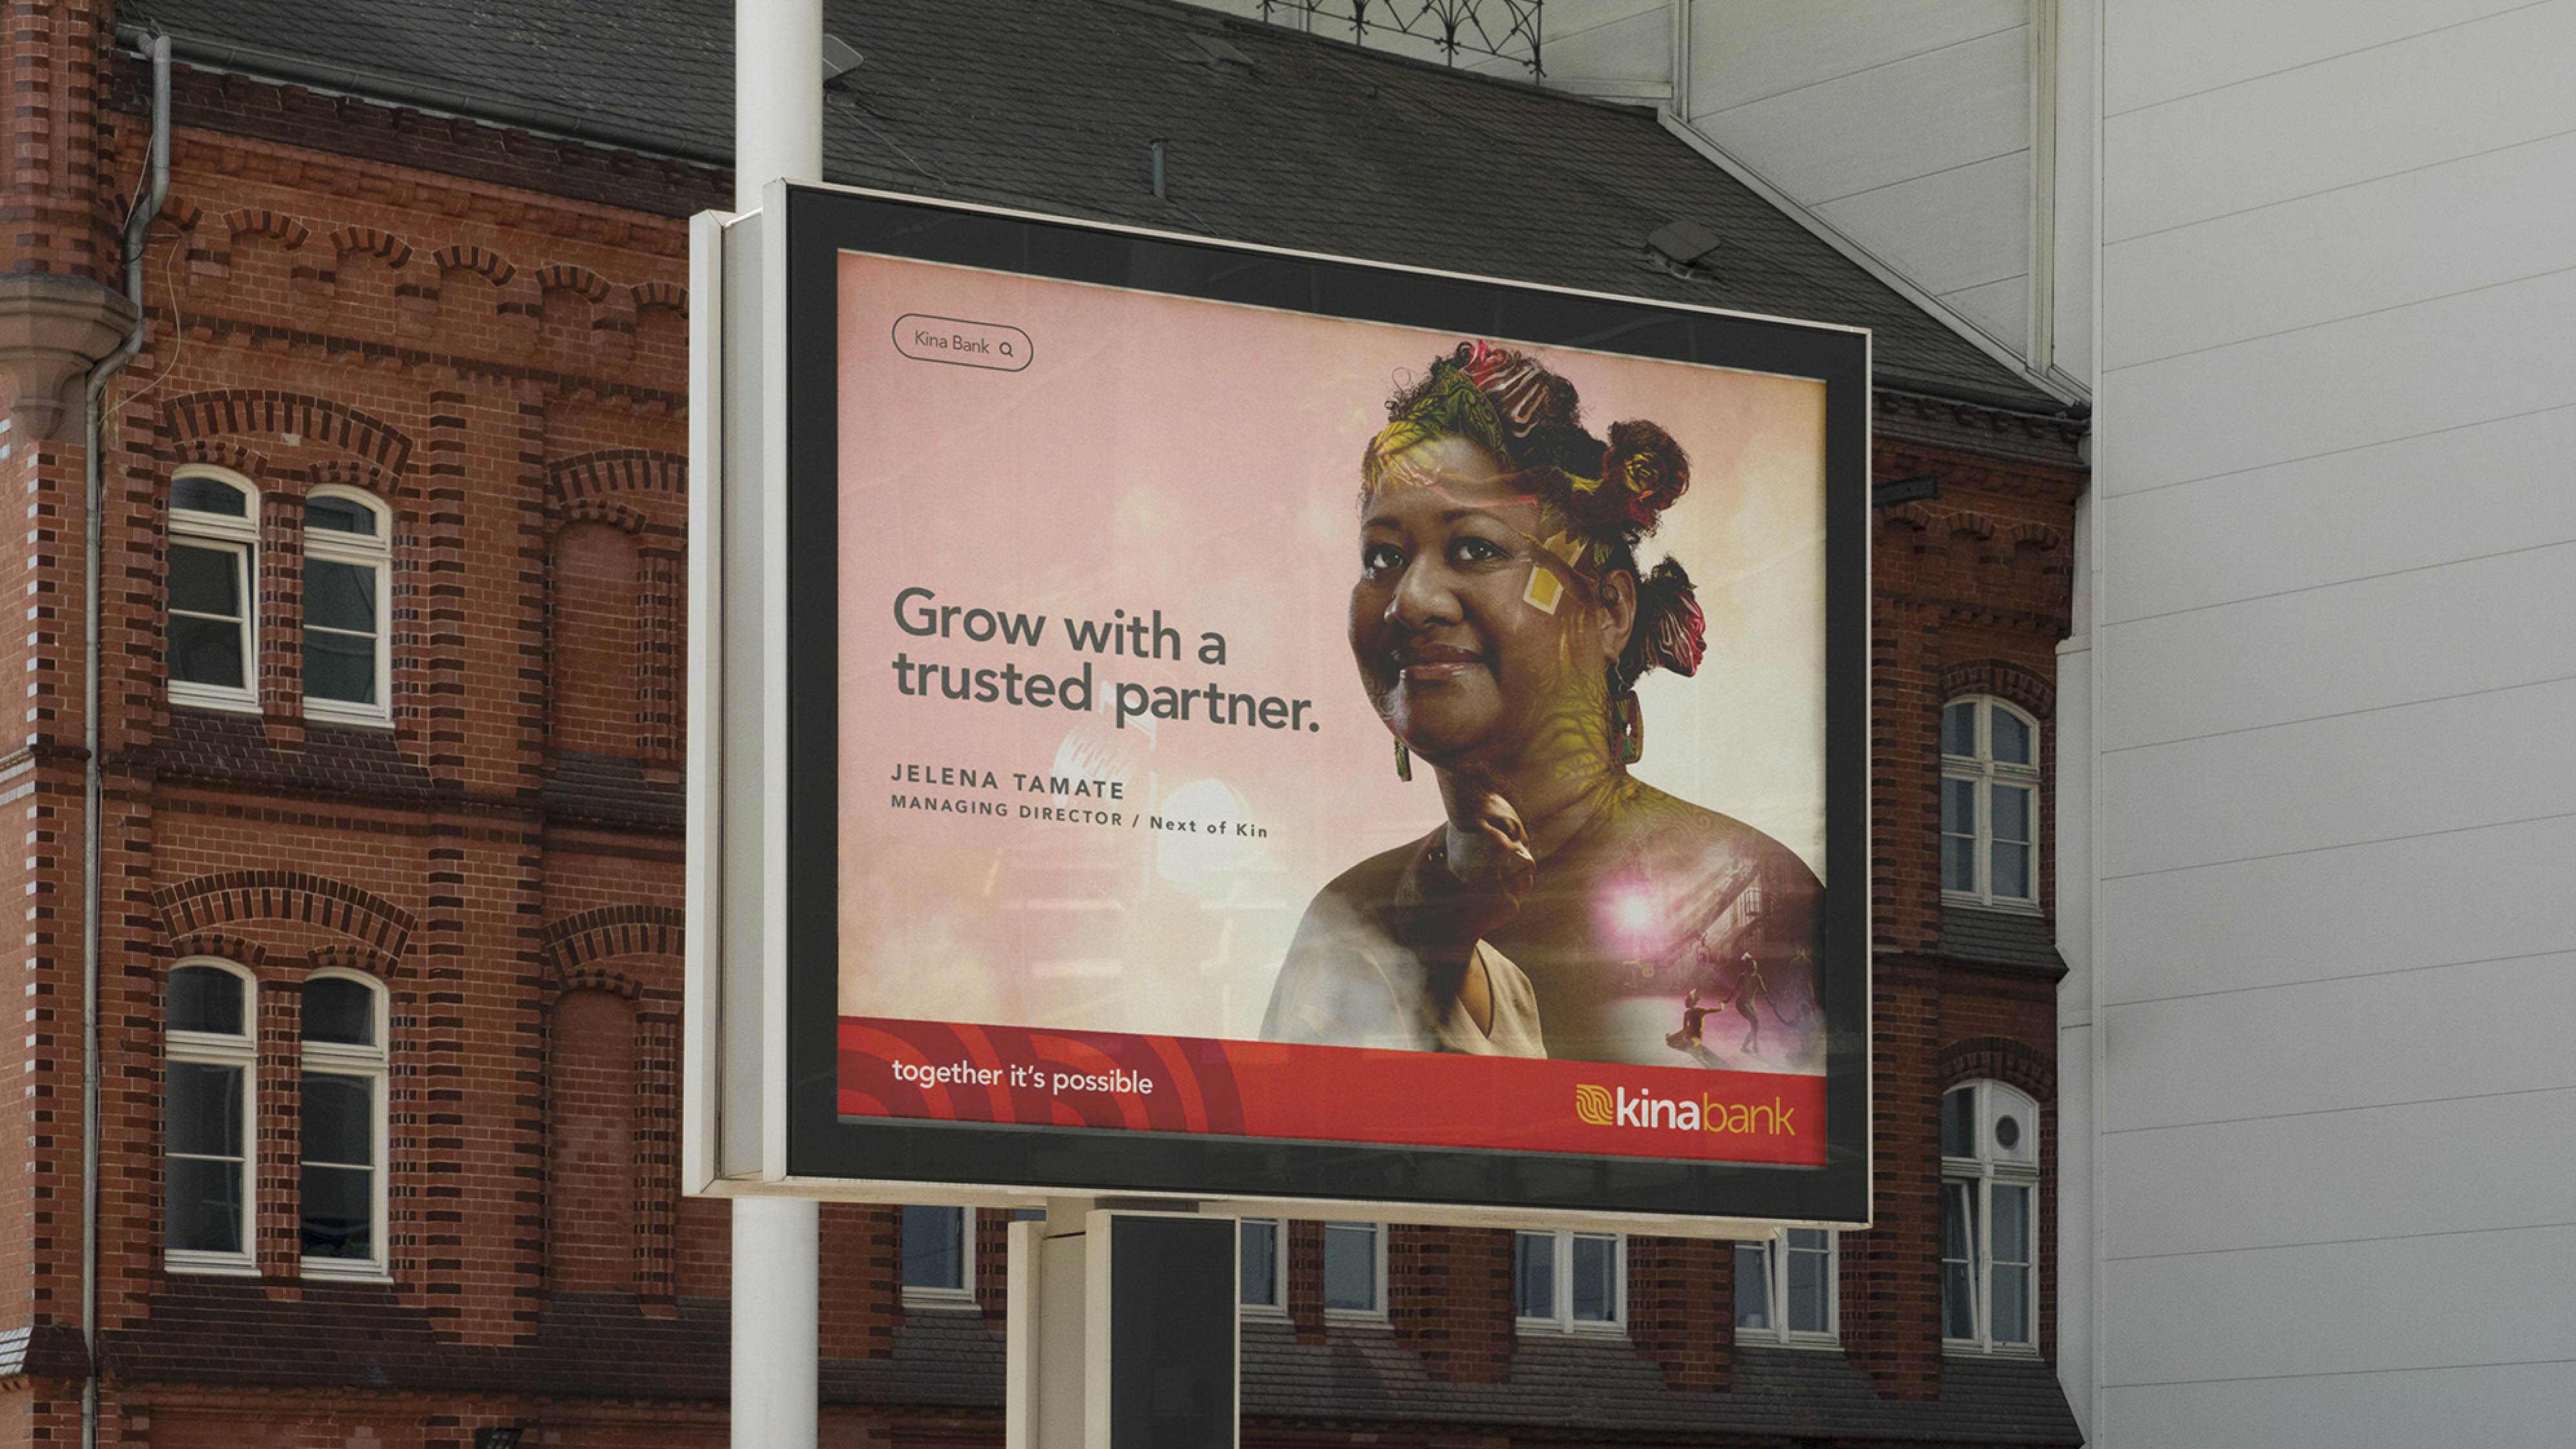 Kina Bank
Grow with a
trusted partner.
JELENA TAMATE
MANAGING DIRECTOR / Next of Kin
together it's possible
kinabank